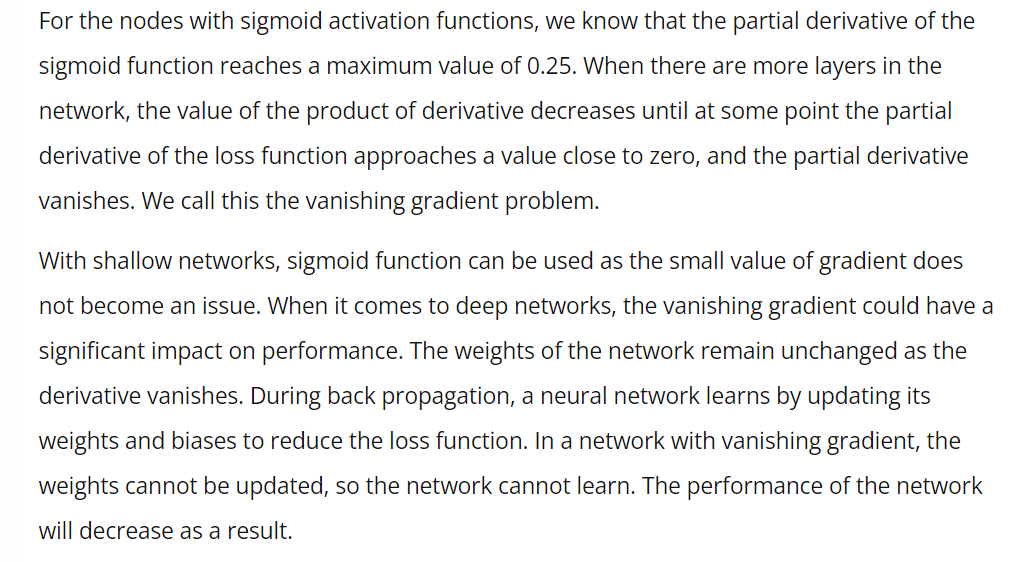 For the nodes with sigmoid activation functions, we know that the partial derivative of the
sigmoid function reaches a maximum value of 0.25. When there are more layers in the
network, the value of the product of derivative decreases until at some point the partial
derivative of the loss function approaches a value close to zero, and the partial derivative
vanishes. We call this the vanishing gradient problem.
With shallow networks, sigmoid function can be used as the small value of gradient does
not become an issue. When it comes to deep networks, the vanishing gradient could have a
significant impact on performance. The weights of the network remain unchanged as the
derivative vanishes. During back propagation, a neural network learns by updating its
weights and biases to reduce the loss function. In a network with vanishing gradient, the
weights cannot be updated, so the network cannot learn. The performance of the network
will decrease as a result.